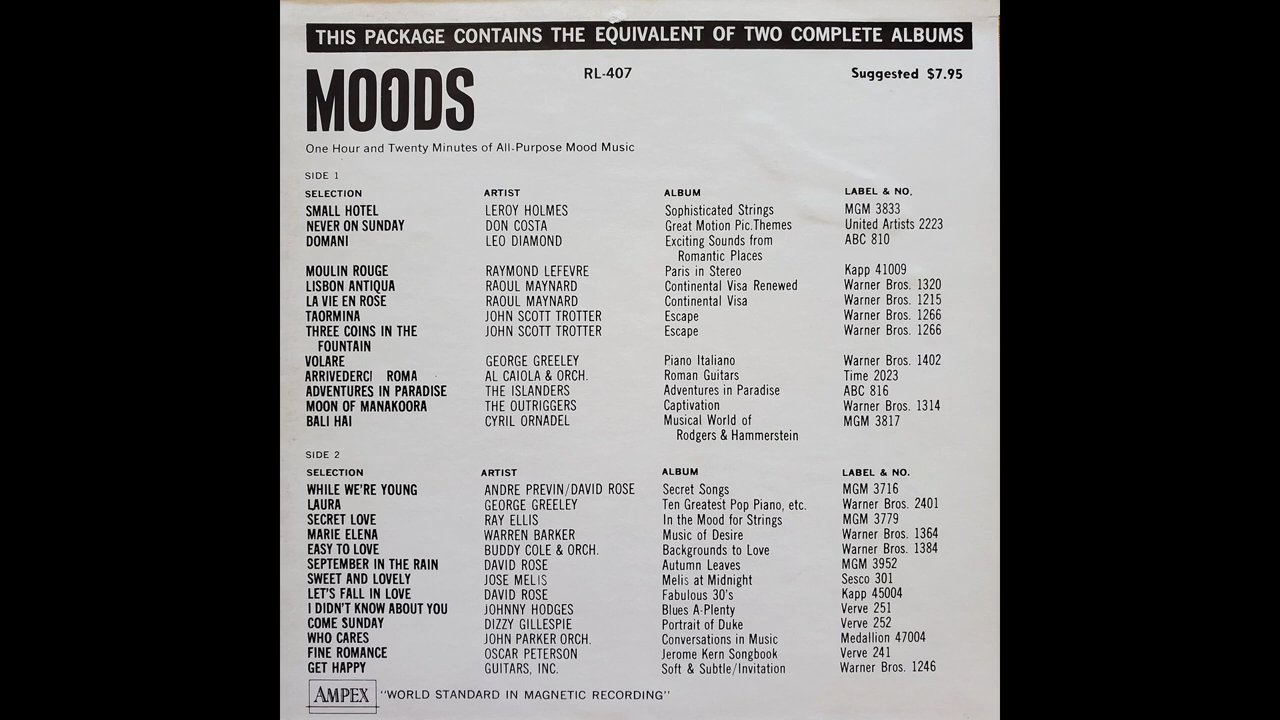 THIS PACKAGE CONTAINS THE EQUIVALENT OF TWO COMPLETE ALBUMS
MOODS RL-407 Suggested $7.95
One Hour and Twenty Minutes of All-Purpose Mood Music
SIDE 1
SELECTION ARTIST ALBUM LABEL & NO.
SMALL HOTEL LEROY HOLMES Sophisticated Strings MGM 3833
NEVER ON SUNDAY DON COSTA Great Motion Pic.Themes United Artists 2223
DOMANI LEO DIAMOND Exciting Sounds from ABC 810
Romantic Places
MOULIN ROUGE RAYMOND LEFEVRE Paris in Stereo Kapp 41009
LISBON ANTIQUA RAOUL MAYNARD Continental Visa Renewed Warner Bros. 1320
LA VIE EN ROSE RAOUL MAYNARD Continental Visa Warner Bros. 1215
TAORMINA JOHN SCOTT TROTTER Escape Warner Bros. 1266
THREE COINS IN THE JOHN SCOTT TROTTER Escape Warner Bros. 1266
FOUNTAIN
VOLARE GEORGE GREELEY Piano Italiano Warner Bros. 1402
ARRIVEDERCI ROMA AL CAIOLA & ORCH. Roman Guitars Time 2023
ADVENTURES IN PARADISE THE ISLANDERS Adventures in Paradise ABC 816
MOON OF MANAKOORA THE OUTRIGGERS Captivation Warner Bros. 1314
BALI HAI CYRIL ORNADEL Musical World of MGM 3817
Rodgers & Hammerstein
SIDE 2
SELECTION ARTIST ALBUM LABEL & NO.
WHILE WE'RE YOUNG ANDRE PREVIN/DAVID ROSE Secret Songs MGM 3716
LAURA GEORGE GREELEY Ten Greatest Pop Piano, etc. Warner Bros. 2401
SECRET LOVE RAY ELLIS In the Mood for Strings MGM 3779
MARIE ELENA WARREN BARKER Music of Desire Warner Bros. 1364
EASY TO LOVE BUDDY COLE & ORCH. Backgrounds to Love Warner Bros. 1384
SEPTEMBER IN THE RAIN DAVID ROSE Autumn Leaves MGM 3952
SWEET AND LOVELY JOSE MELIS Melis at Midnight Sesco 301
LET'S FALL IN LOVE DAVID ROSE Fabulous 30's Kapp 45004
I DIDN'T KNOW ABOUT YOU JOHNNY HODGES Blues A-Plenty Verve 251
COME SUNDAY DIZZY GILLESPIE Portrait of Duke Verve 252
WHO CARES JOHN PARKER ORCH. Conversations in Music Medallion 47004
FINE ROMANCE OSCAR PETERSON Jerome Kern Songbook Verve 241
GET HAPPY GUITARS, INC. Soft & Subtle/Invitation Warner Bros. 1246
AMPEX "WORLD STANDARD IN MAGNETIC RECORDING"